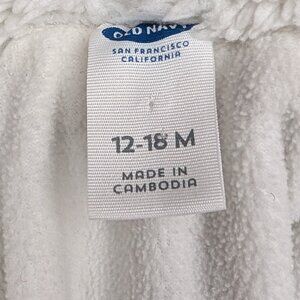 OLD NAVY
SAN FRANCISCO
CALIFORNIA
12-18 M
MADE IN
CAMBODIA